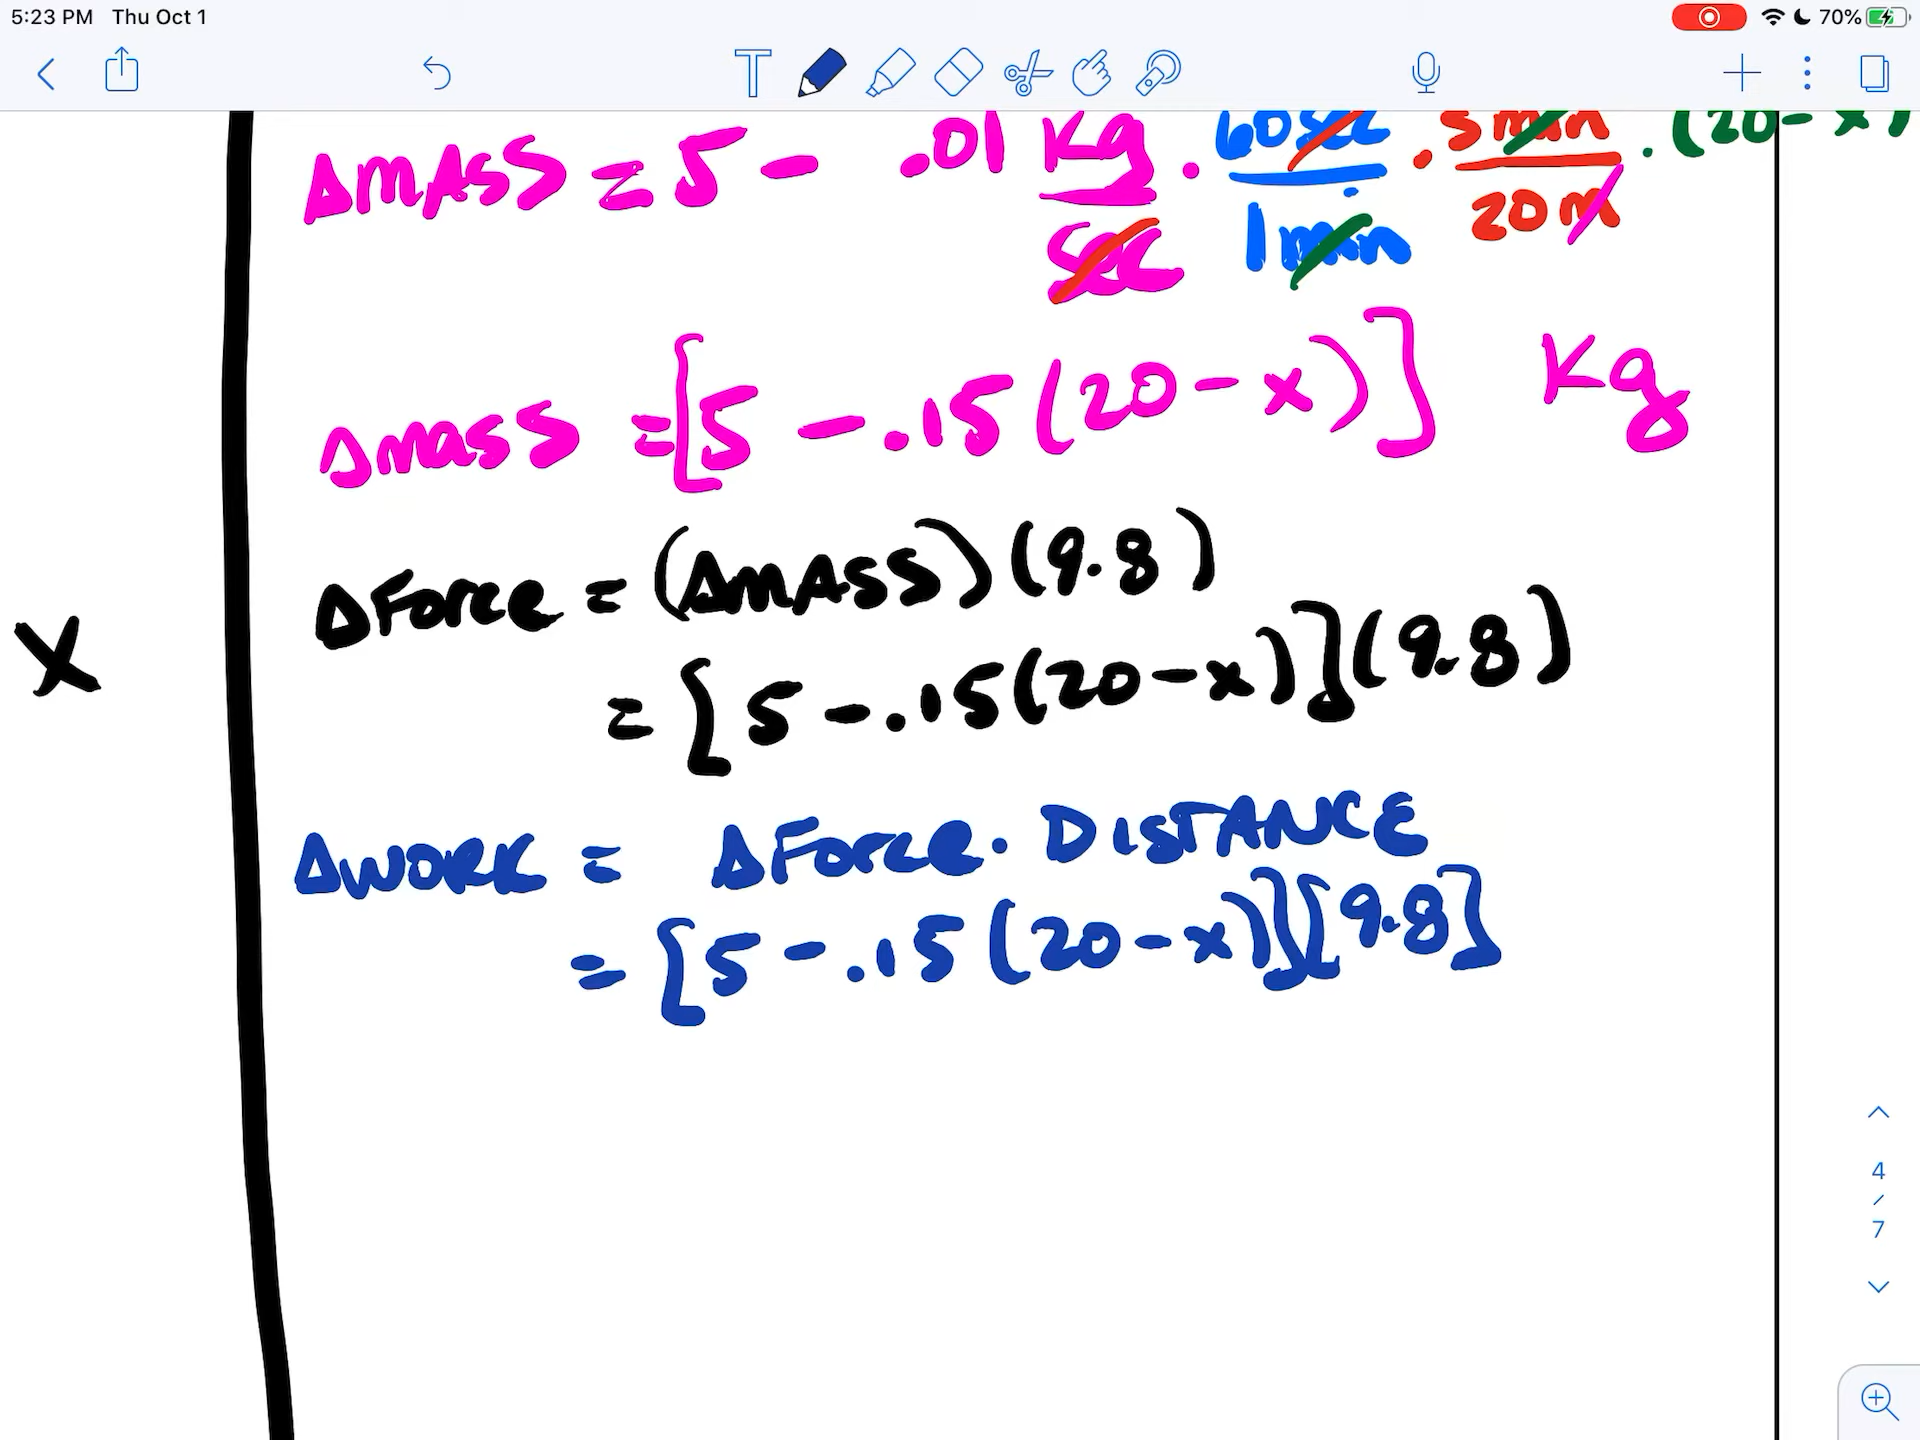 5:23 PM Thu Oct 1 70%
T
ΔMASS = 5 - .01 kg/sec · 60 sec/1 min · 5 min/20 m · (20-x)
Δmass = [5 - .15(20-x)] Kg
ΔForce = (ΔMASS)(9.8)
X
= [5 - .15(20-x)](9.8)
ΔWORK = ΔForce · DISTANCE
= [5 - .15(20-x)][9.8]
4
/
7